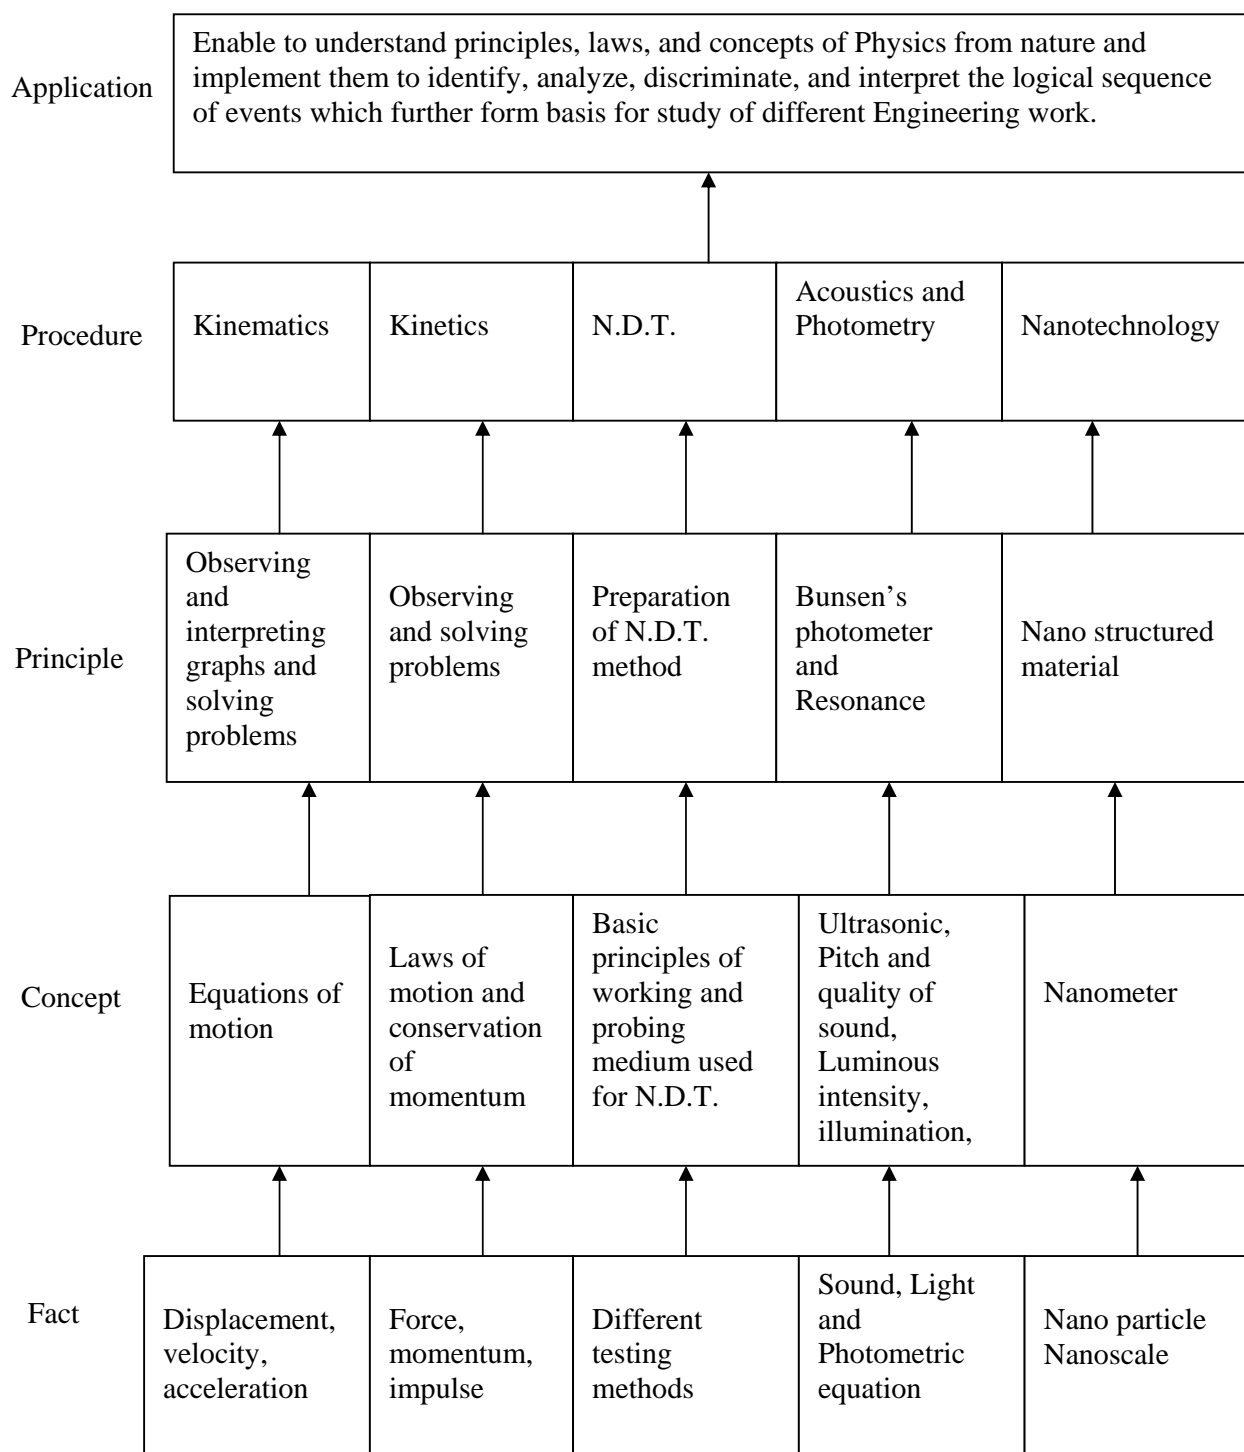 Application
Enable to understand principles, laws, and concepts of Physics from nature and
implement them to identify, analyze, discriminate, and interpret the logical sequence
of events which further form basis for study of different Engineering work.
Procedure
Kinematics
Kinetics
N.D.T.
Acoustics and
Photometry
Nanotechnology
Principle
Observing
and
interpreting
graphs and
solving
problems
Observing
and solving
problems
Preparation
of N.D.T.
method
Bunsen’s
photometer
and
Resonance
Nano structured
material
Concept
Equations of
motion
Laws of
motion and
conservation
of
momentum
Basic
principles of
working and
probing
medium used
for N.D.T.
Ultrasonic,
Pitch and
quality of
sound,
Luminous
intensity,
illumination,
Nanometer
Fact
Displacement,
velocity,
acceleration
Force,
momentum,
impulse
Different
testing
methods
Sound, Light
and
Photometric
equation
Nano particle
Nanoscale